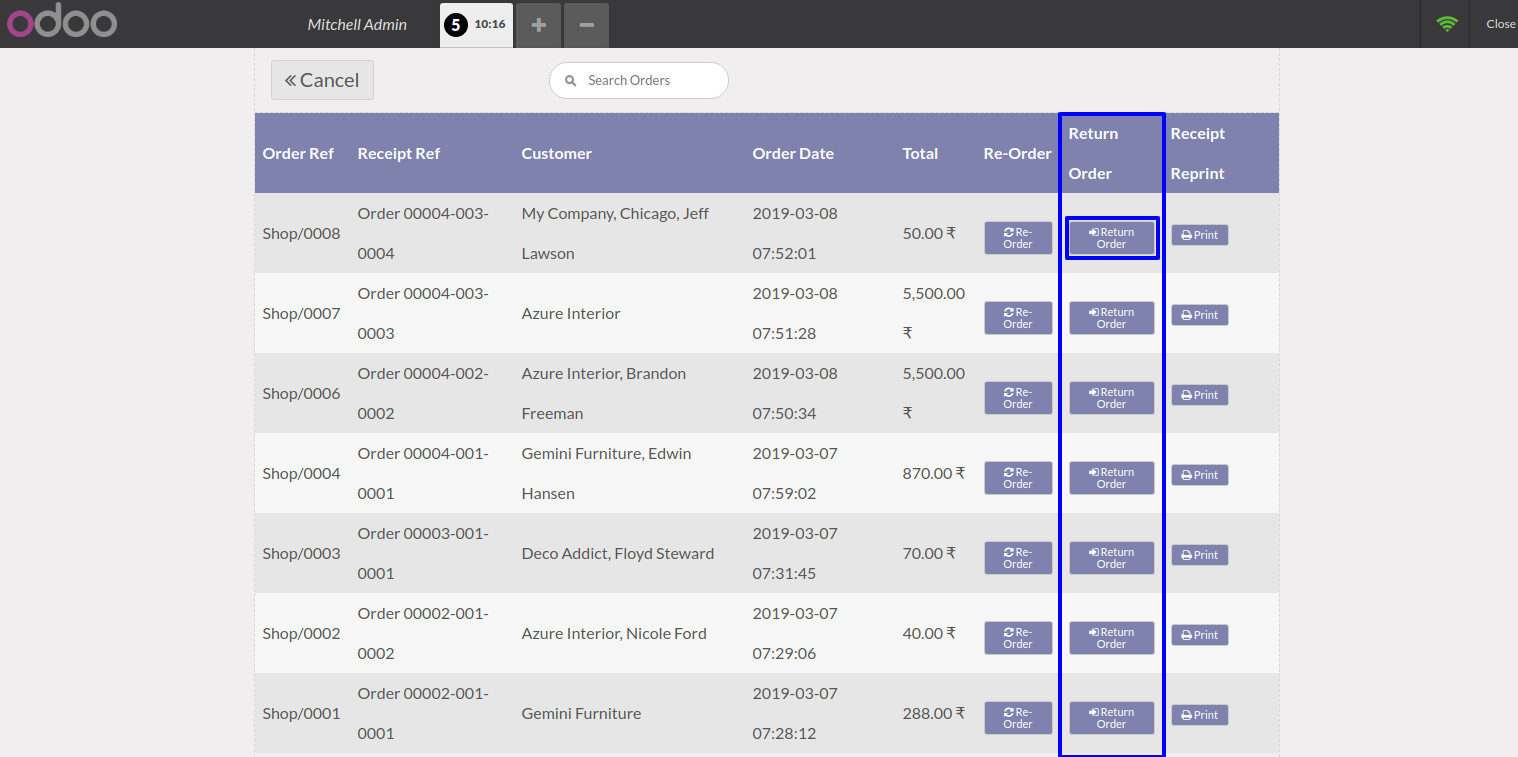 odoo Mitchell Admin 5 10:16 + − Close
Cancel Search Orders
Order Ref Receipt Ref Customer Order Date Total Re-Order Return Order Receipt Reprint
Shop/0008 Order 00004-003-0004 My Company, Chicago, Jeff Lawson 2019-03-08 07:52:01 50.00 ₹ Re-Order Return Order Print
Shop/0007 Order 00004-003-0003 Azure Interior 2019-03-08 07:51:28 5,500.00 ₹ Re-Order Return Order Print
Shop/0006 Order 00004-002-0002 Azure Interior, Brandon Freeman 2019-03-08 07:50:34 5,500.00 ₹ Re-Order Return Order Print
Shop/0004 Order 00004-001-0001 Gemini Furniture, Edwin Hansen 2019-03-07 07:59:02 870.00 ₹ Re-Order Return Order Print
Shop/0003 Order 00003-001-0001 Deco Addict, Floyd Steward 2019-03-07 07:31:45 70.00 ₹ Re-Order Return Order Print
Shop/0002 Order 00002-001-0002 Azure Interior, Nicole Ford 2019-03-07 07:29:06 40.00 ₹ Re-Order Return Order Print
Shop/0001 Order 00002-001-0001 Gemini Furniture 2019-03-07 07:28:12 288.00 ₹ Re-Order Return Order Print